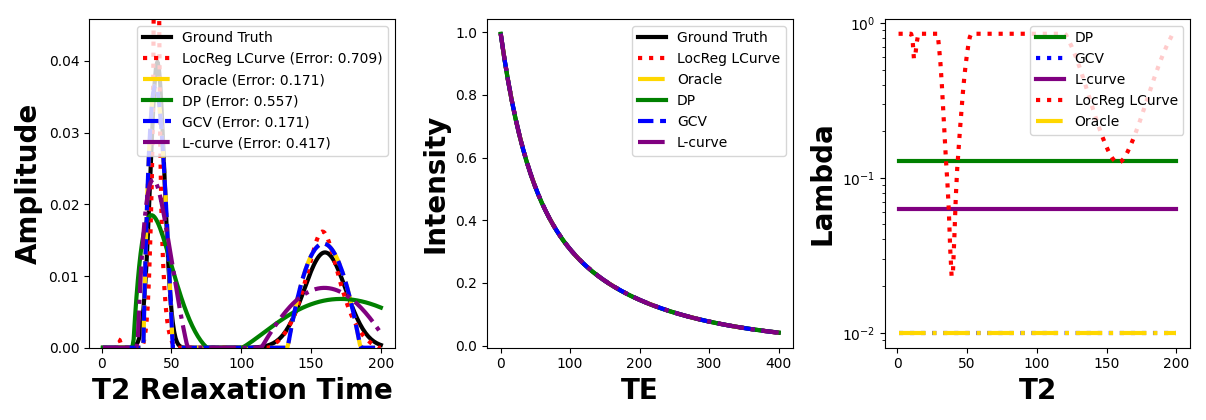 Amplitude
0.04
0.03
0.02
0.01
0.00
0
50
100
150
200
T2 Relaxation Time
Ground Truth
LocReg LCurve (Error: 0.709)
Oracle (Error: 0.171)
DP (Error: 0.557)
GCV (Error: 0.171)
L-curve (Error: 0.417)
Intensity
1.0
0.8
0.6
0.4
0.2
0.0
0
100
200
300
400
TE
Ground Truth
LocReg LCurve
Oracle
DP
GCV
L-curve
Lambda
10⁰
10⁻¹
10⁻²
0
50
100
150
200
T2
DP
GCV
L-curve
LocReg LCurve
Oracle